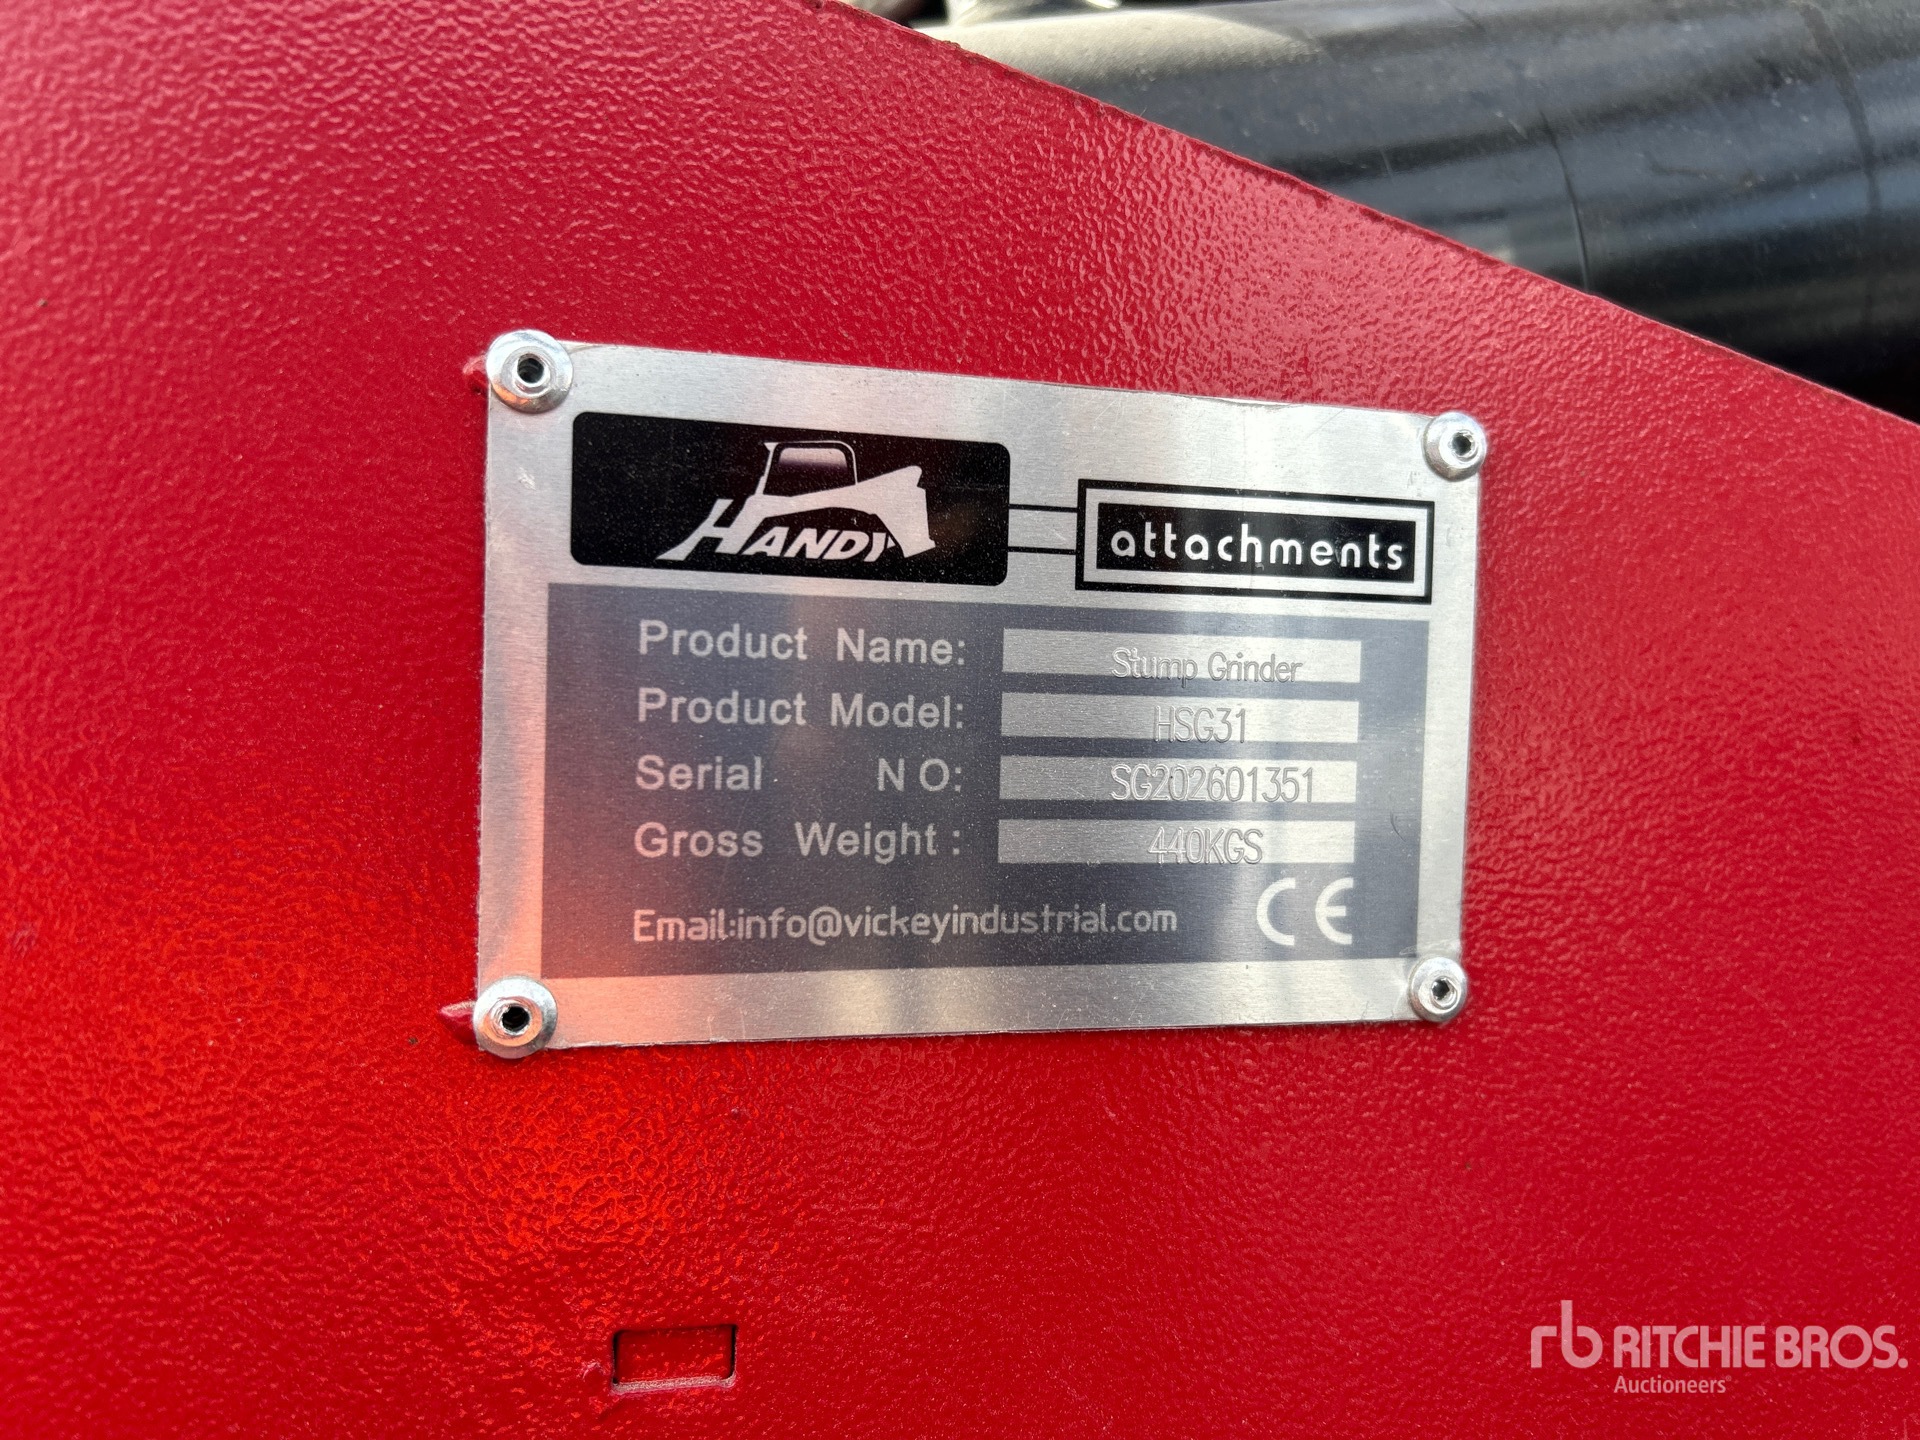 HANDY
attachments
Product Name: Stump Grinder
Product Model: HSG31
Serial NO: SG202601351
Gross Weight: 440KGS
Email:info@vickeyindustrial.com CE
rb RITCHIE BROS.
Auctioneers